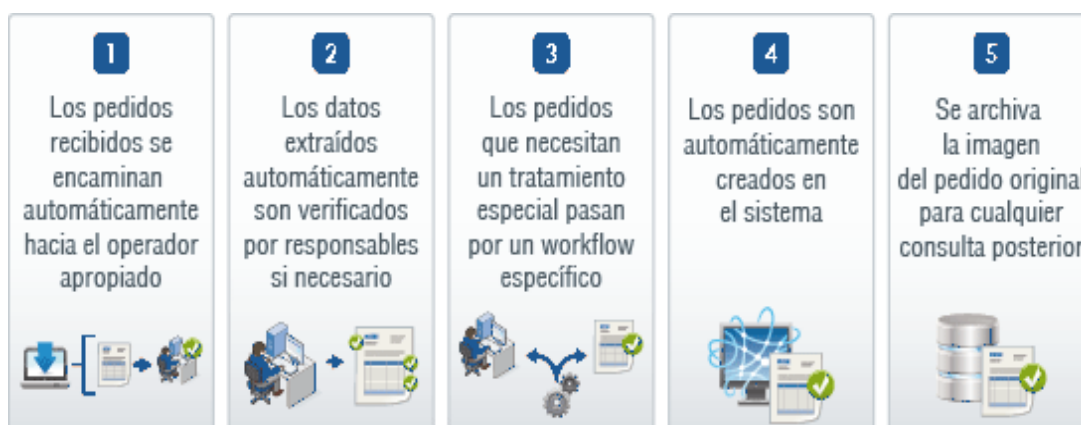 1
Los pedidos
recibidos se
encaminan
automáticamente
hacia el operador
apropiado
2
Los datos
extraídos
automáticamente
son verificados
por responsables
si necesario
3
Los pedidos
que necesitan
un tratamiento
especial pasan
por un workflow
específico
4
Los pedidos son
automáticamente
creados en
el sistema
5
Se archiva
la imagen
del pedido original
para cualquier
consulta posterior